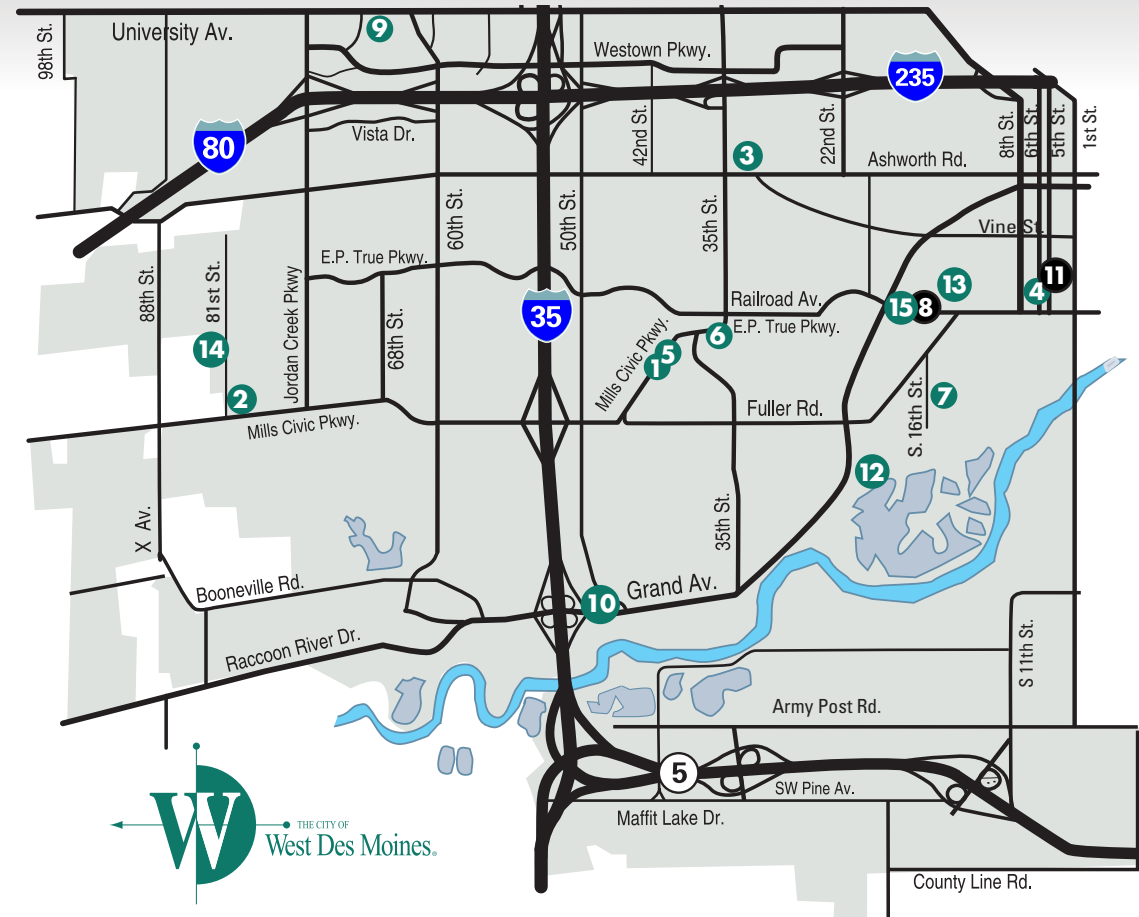 98th St.
University Av.
9
Westown Pkwy.
235
80
Vista Dr.
42nd St.
3
22nd St.
Ashworth Rd.
8th St.
6th St.
5th St.
1st St.
88th St.
81st St.
Jordan Creek Pkwy
E.P. True Pkwy.
68th St.
60th St.
50th St.
35th St.
Vine St.
35
Railroad Av.
E.P. True Pkwy.
15
8
13
4
11
14
2
Mills Civic Pkwy.
Mills Civic Pkwy.
1
5
6
Fuller Rd.
S. 16th St.
7
12
X Av.
35th St.
Booneville Rd.
10
Grand Av.
Raccoon River Dr.
S 11th St.
Army Post Rd.
5
SW Pine Av.
Maffit Lake Dr.
County Line Rd.
W
THE CITY OF
West Des Moines®